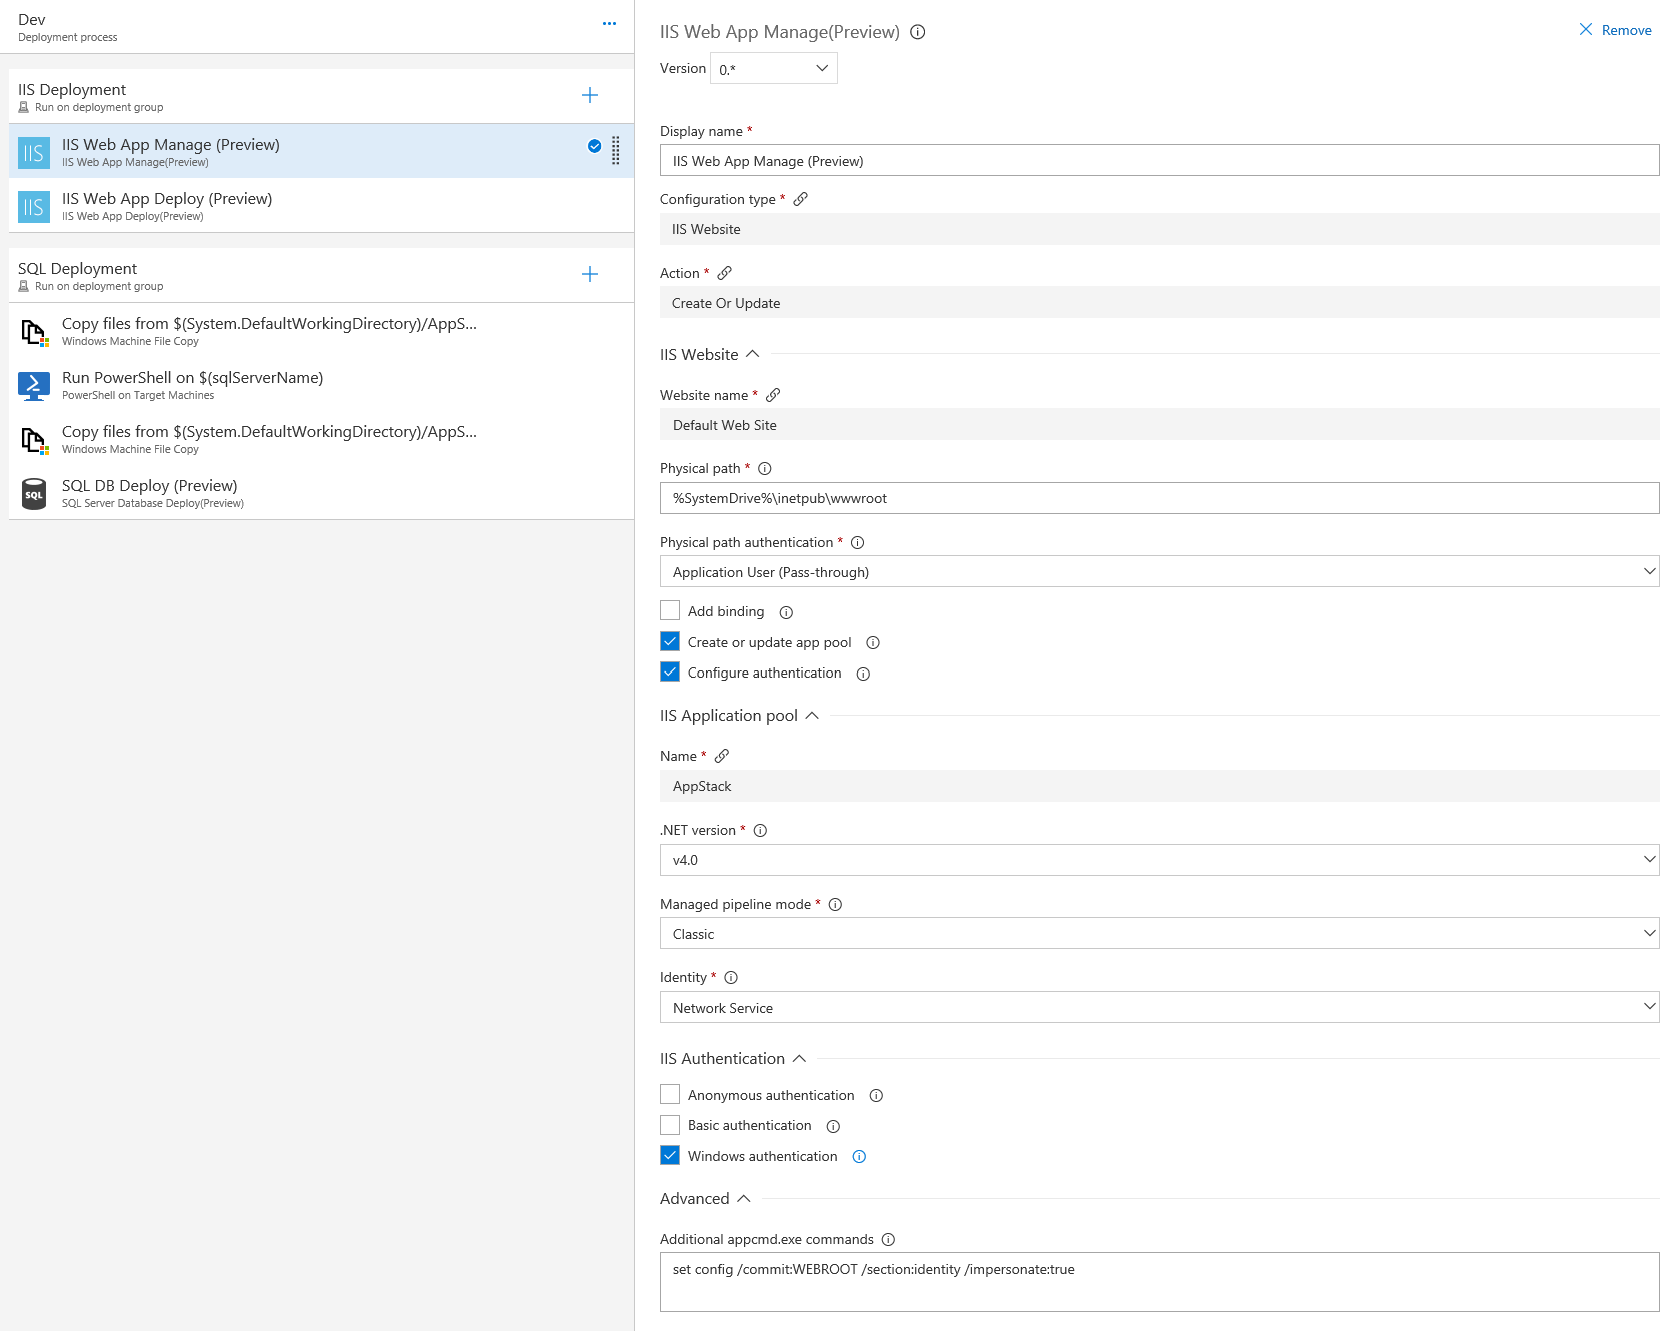 Dev
Deployment process
IIS Deployment
Run on deployment group
IIS
IIS Web App Manage (Preview)
IIS Web App Manage(Preview)
IIS
IIS Web App Deploy (Preview)
IIS Web App Deploy(Preview)
SQL Deployment
Run on deployment group
Copy files from $(System.DefaultWorkingDirectory)/AppS...
Windows Machine File Copy
Run PowerShell on $(sqlServerName)
PowerShell on Target Machines
Copy files from $(System.DefaultWorkingDirectory)/AppS...
Windows Machine File Copy
SQL
SQL DB Deploy (Preview)
SQL Server Database Deploy(Preview)
IIS Web App Manage(Preview)
Remove
Version 0.*
Display name *
IIS Web App Manage (Preview)
Configuration type *
IIS Website
Action *
Create Or Update
IIS Website
Website name *
Default Web Site
Physical path *
%SystemDrive%\inetpub\wwwroot
Physical path authentication *
Application User (Pass-through)
Add binding
Create or update app pool
Configure authentication
IIS Application pool
Name *
AppStack
.NET version *
v4.0
Managed pipeline mode *
Classic
Identity *
Network Service
IIS Authentication
Anonymous authentication
Basic authentication
Windows authentication
Advanced
Additional appcmd.exe commands
set config /commit:WEBROOT /section:identity /impersonate:true